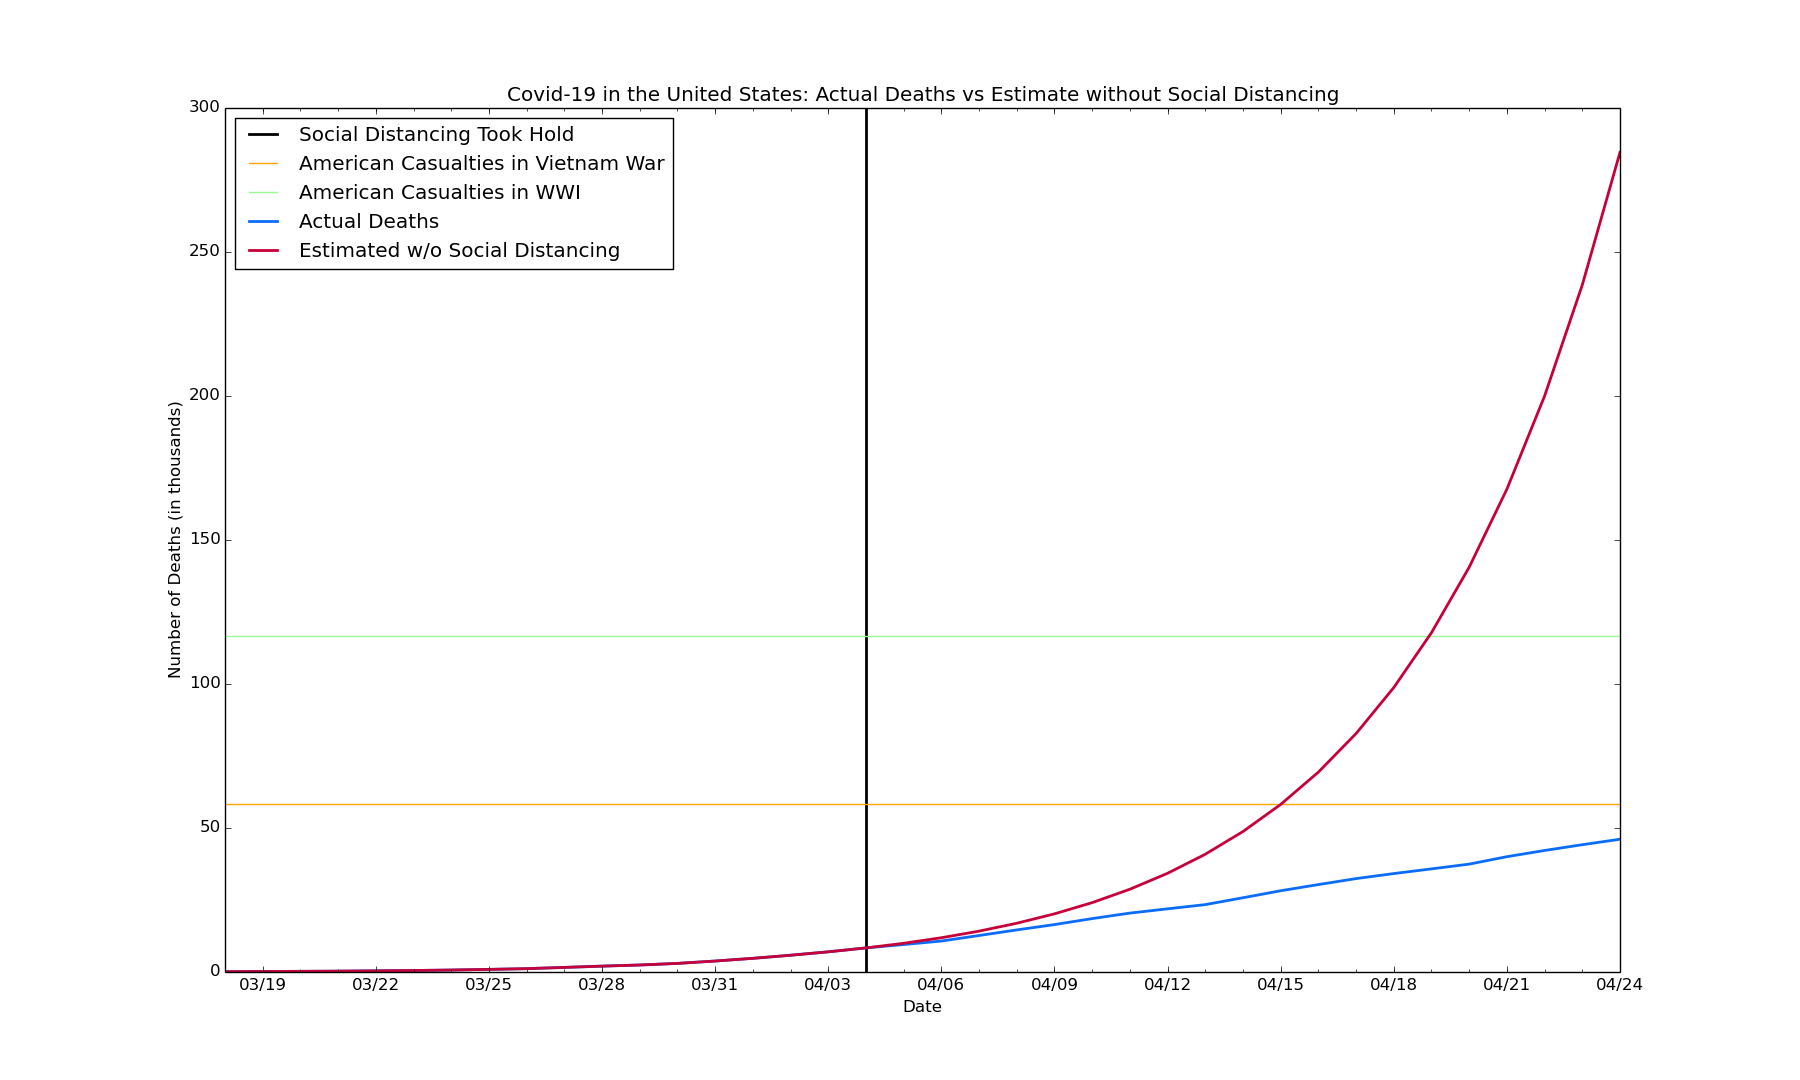 Covid-19 in the United States: Actual Deaths vs Estimate without Social Distancing
Social Distancing Took Hold
American Casualties in Vietnam War
American Casualties in WWI
Actual Deaths
Estimated w/o Social Distancing
Number of Deaths (in thousands)
300
250
200
150
100
50
0
03/19 03/22 03/25 03/28 03/31 04/03 04/06 04/09 04/12 04/15 04/18 04/21 04/24
Date